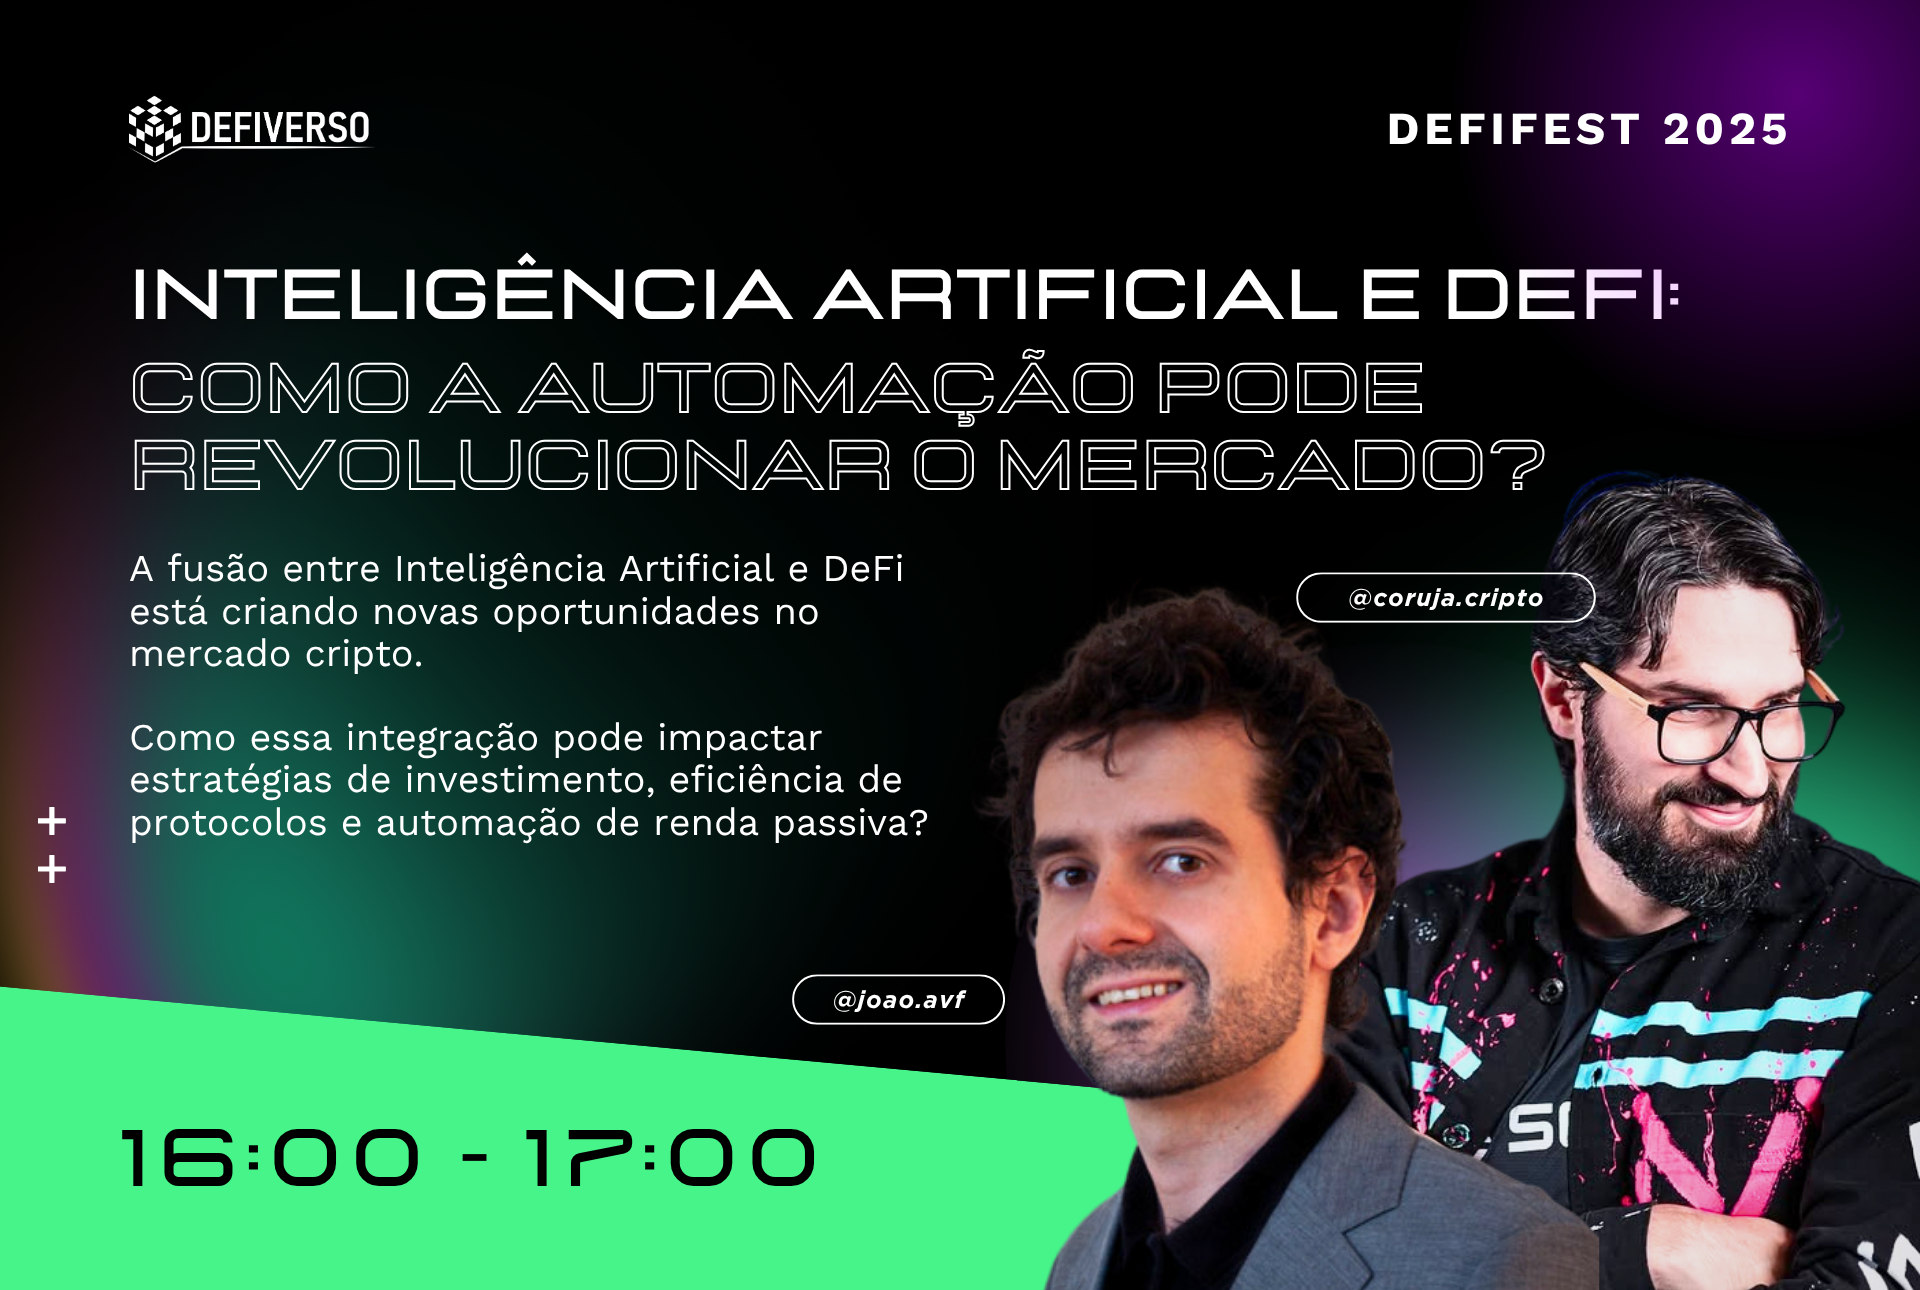 DEFIVERSO
DEFIFEST 2025
INTELIGÊNCIA ARTIFICIAL E DEFI:
COMO A AUTOMAÇÃO PODE
REVOLUCIONAR O MERCADO?
A fusão entre Inteligência Artificial e DeFi
está criando novas oportunidades no
mercado cripto.
Como essa integração pode impactar
estratégias de investimento, eficiência de
protocolos e automação de renda passiva?
@coruja.cripto
@joao.avf
16:00 - 17:00